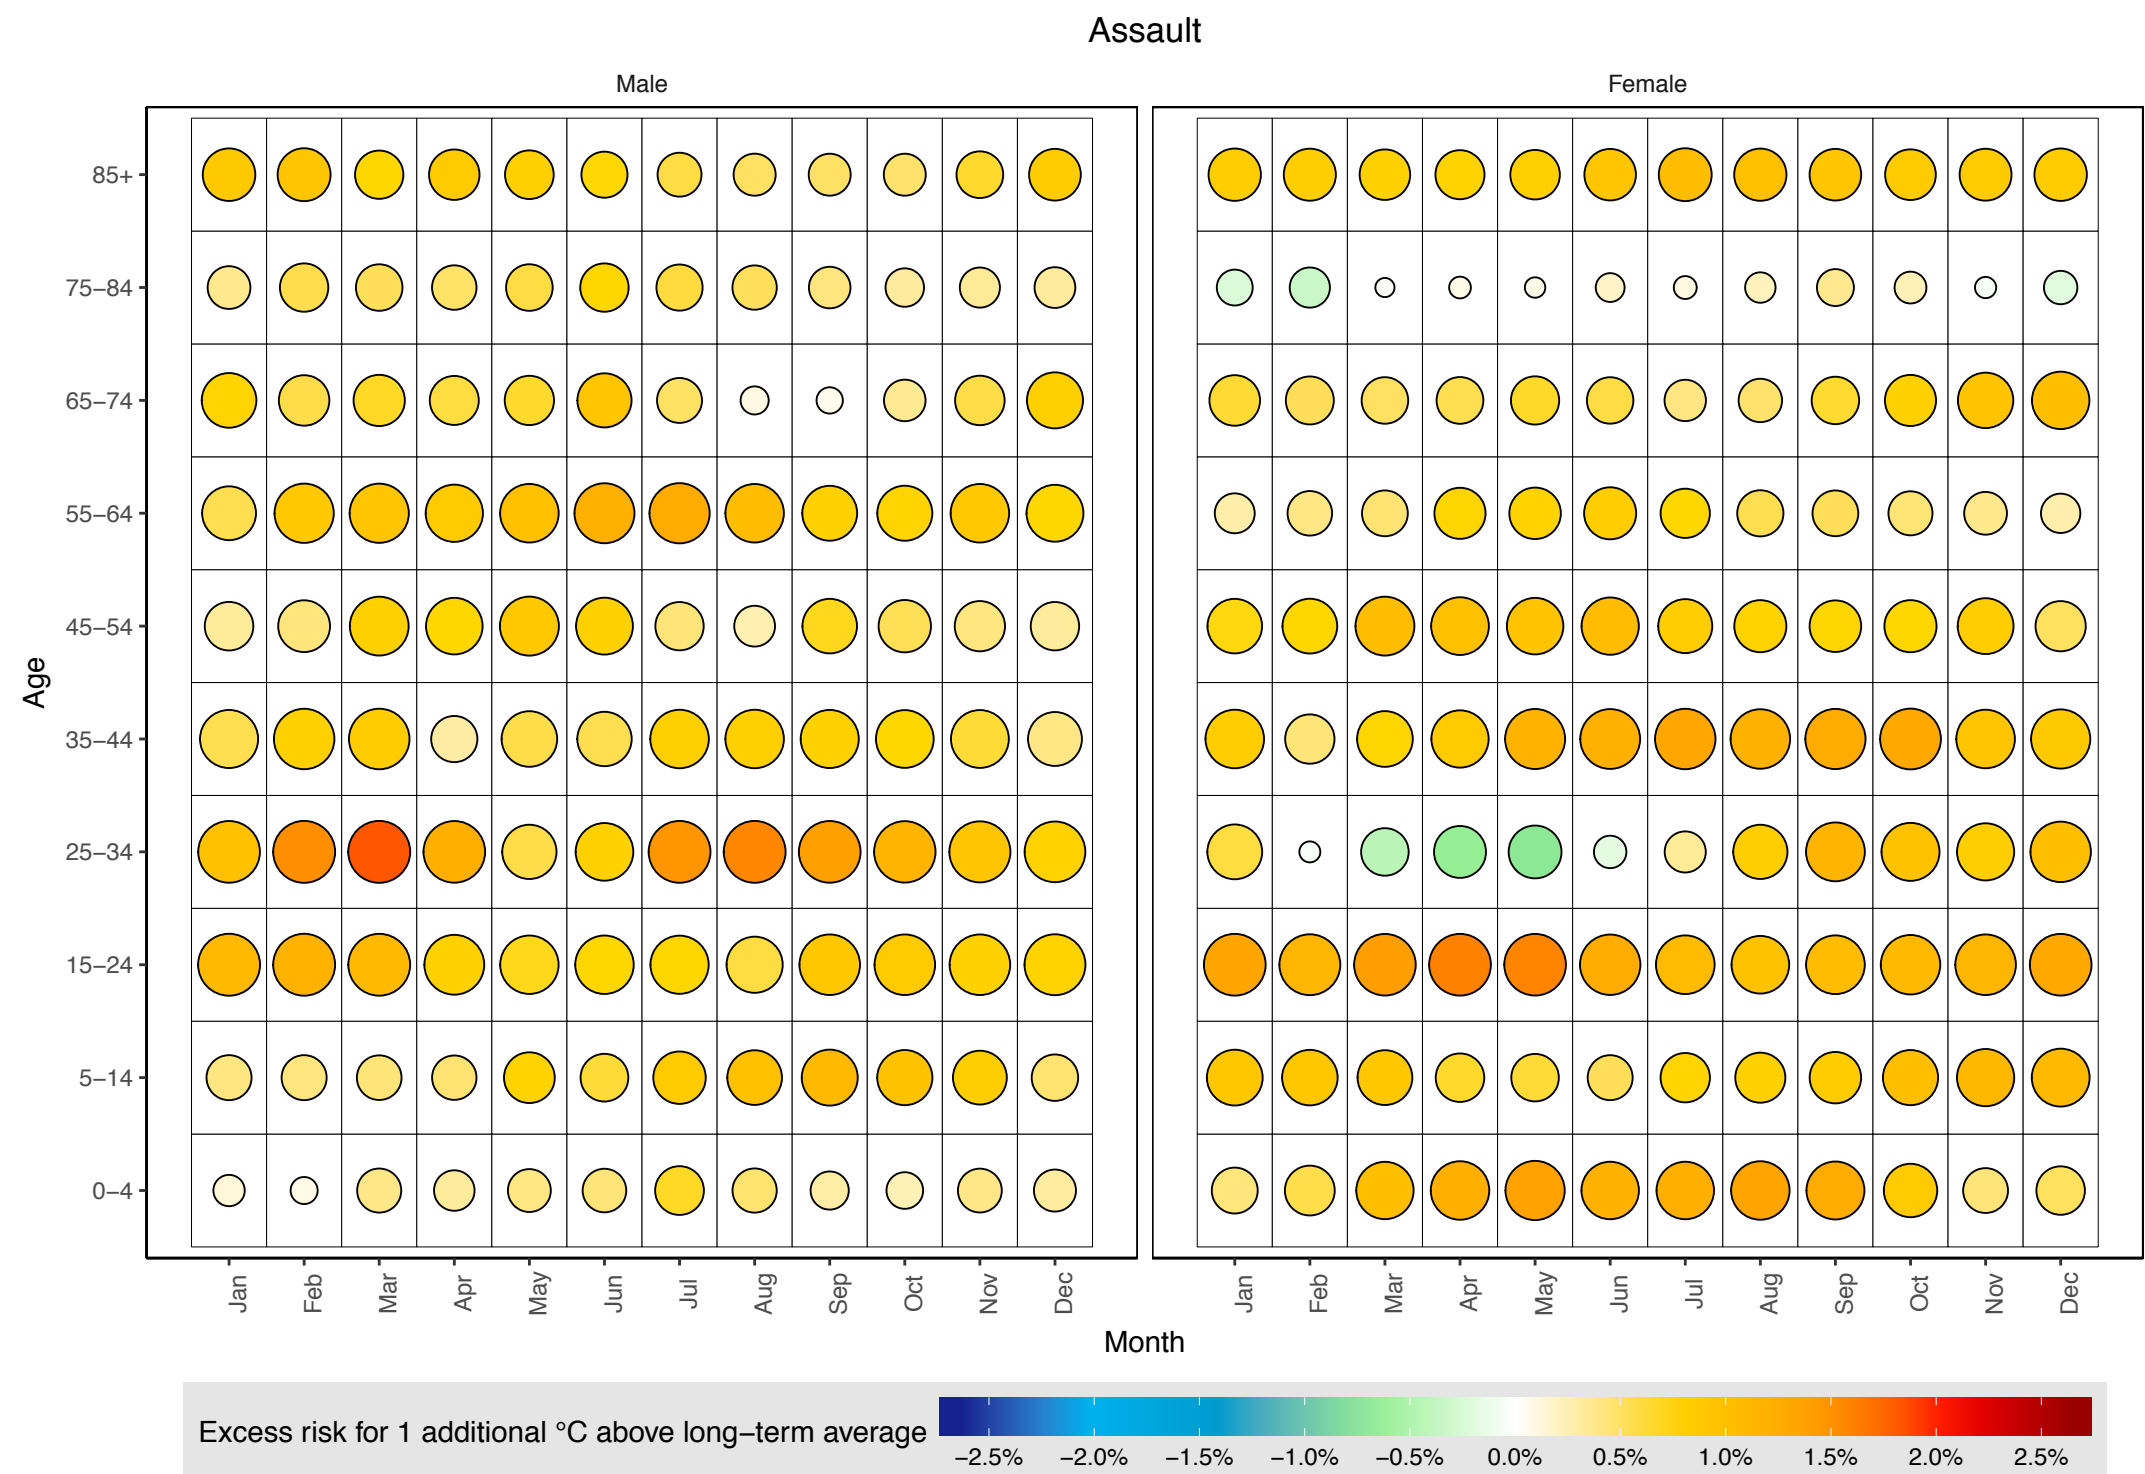 Assault
Male
Female
85+
75−84
65−74
55−64
45−54
35−44
25−34
15−24
5−14
0−4
Age
Jan Feb Mar Apr May Jun Jul Aug Sep Oct Nov Dec
Jan Feb Mar Apr May Jun Jul Aug Sep Oct Nov Dec
Month
Excess risk for 1 additional °C above long−term average
−2.5% −2.0% −1.5% −1.0% −0.5% 0.0% 0.5% 1.0% 1.5% 2.0% 2.5%